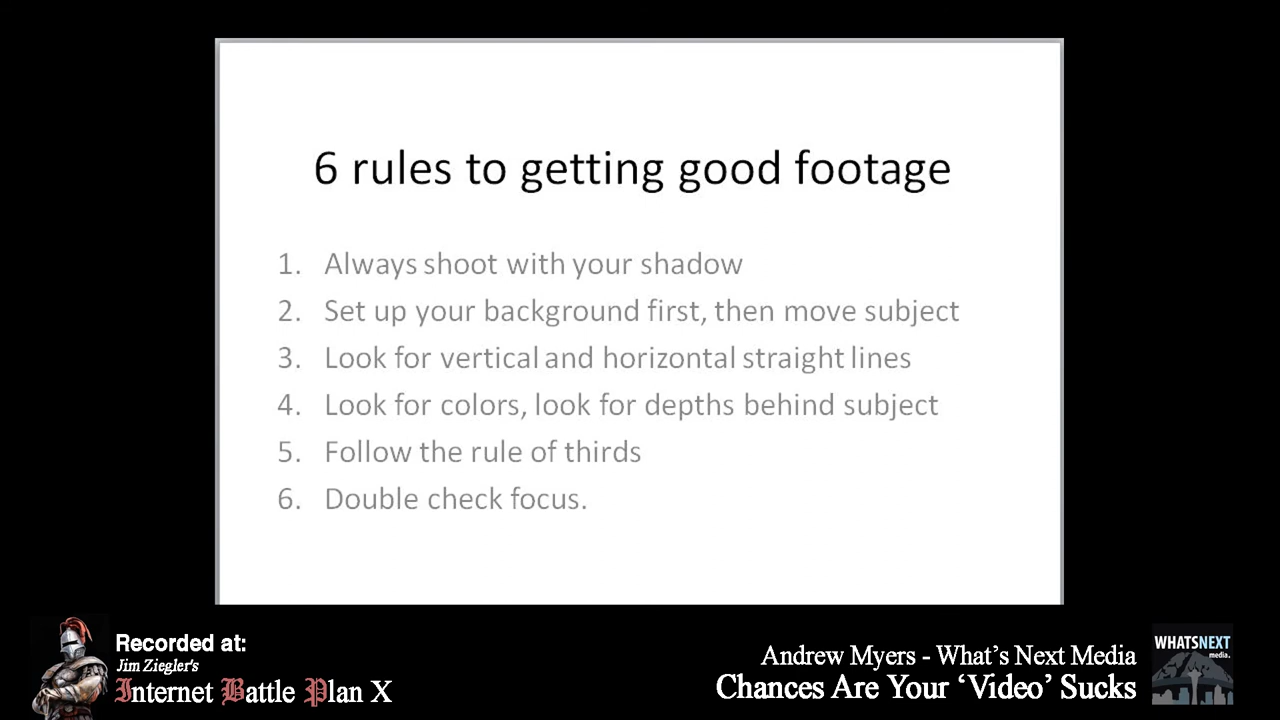 6 rules to getting good footage
1. Always shoot with your shadow
2. Set up your background first, then move subject
3. Look for vertical and horizontal straight lines
4. Look for colors, look for depths behind subject
5. Follow the rule of thirds
6. Double check focus.
Recorded at:
Jim Ziegler's
Internet Battle Plan X
Andrew Myers - What's Next Media
Chances Are Your ‘Video’ Sucks
WHATSNEXT
media.